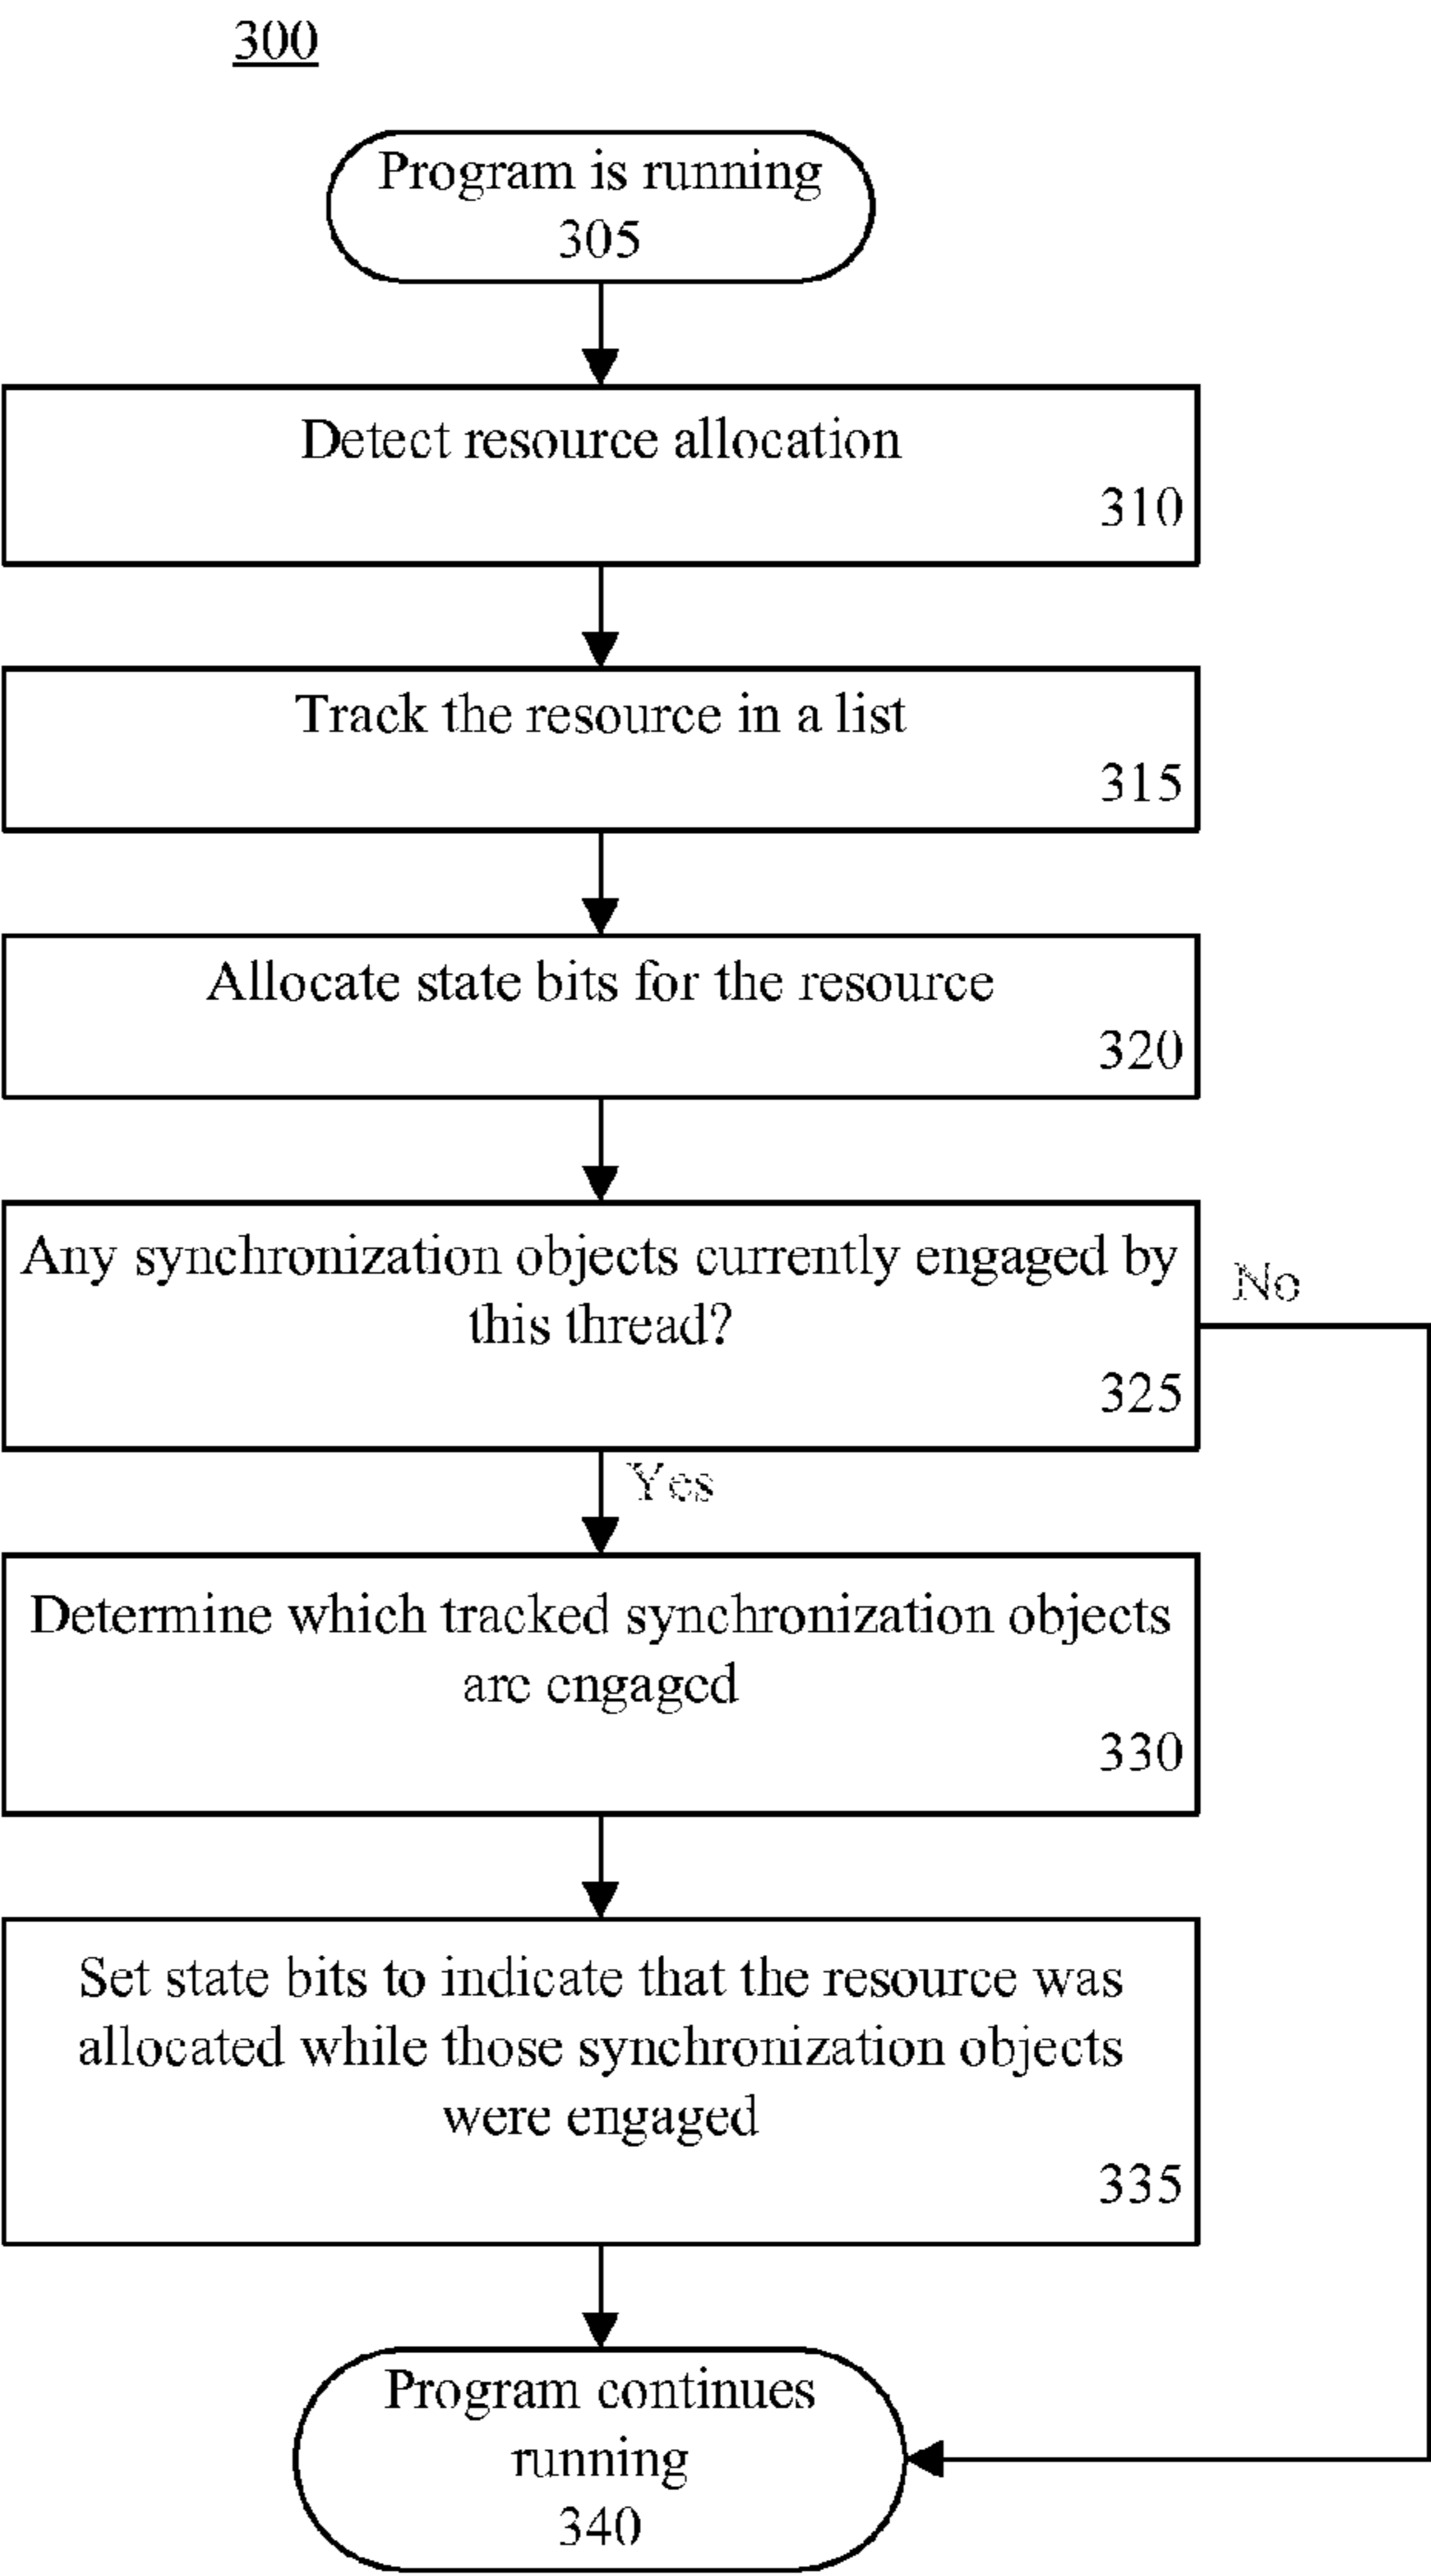 300
Program is running
305
Detect resource allocation
310
Track the resource in a list
315
Allocate state bits for the resource
320
Any synchronization objects currently engaged by
this thread?
325
No
Yes
Determine which tracked synchronization objects
are engaged
330
Set state bits to indicate that the resource was
allocated while those synchronization objects
were engaged
335
Program continues
running
340